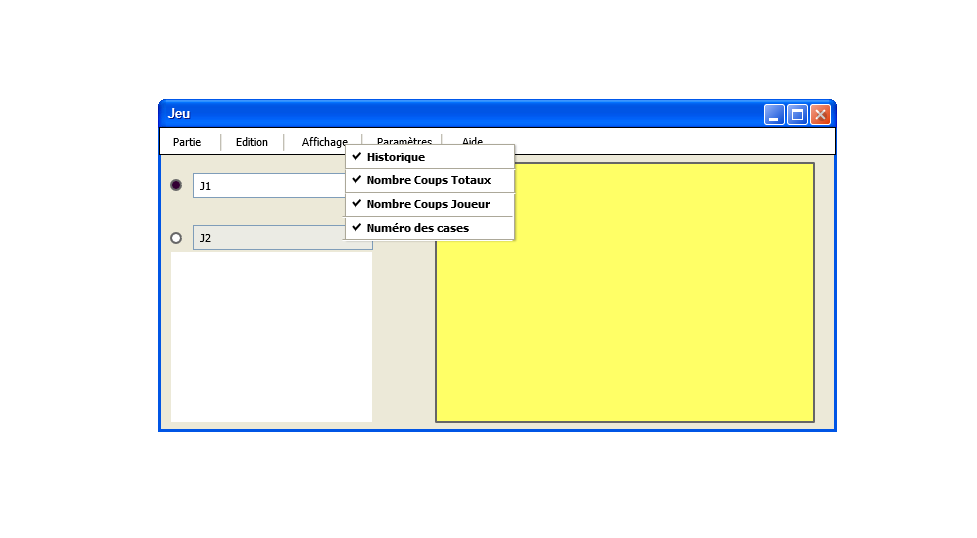 Jeu
Partie Edition Affichage Paramètres Aide
Historique
J1
Nombre Coups Totaux
Nombre Coups Joueur
Numéro des cases
J2